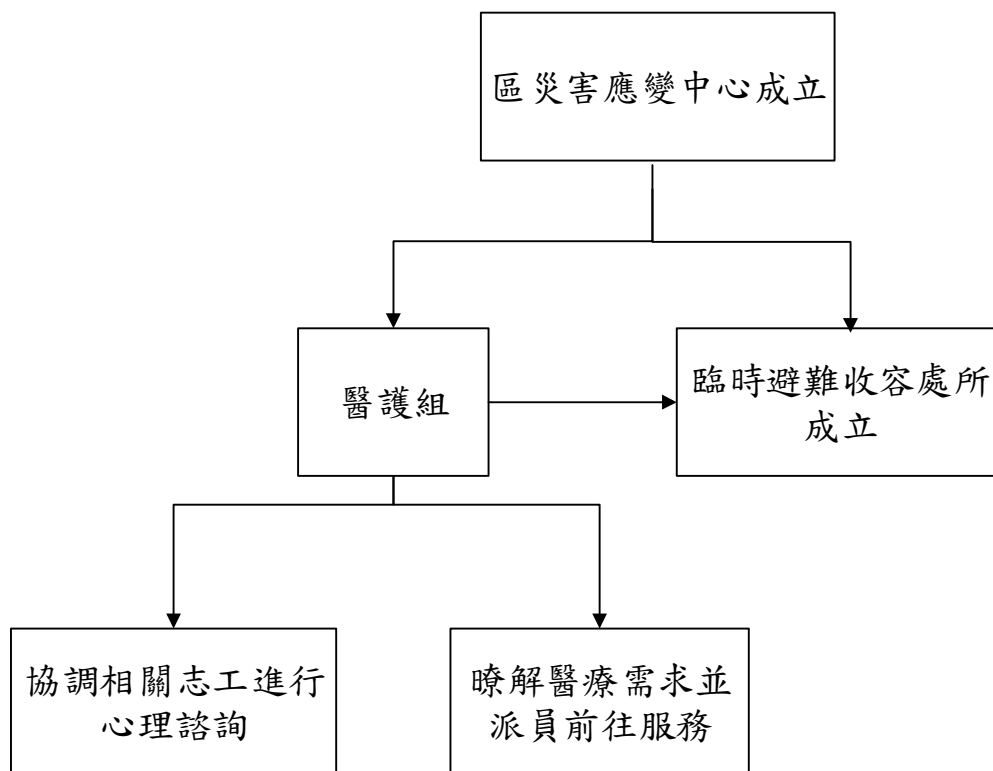 區災害應變中心成立
醫護組
臨時避難收容處所
成立
協調相關志工進行
心理諮詢
瞭解醫療需求並
派員前往服務